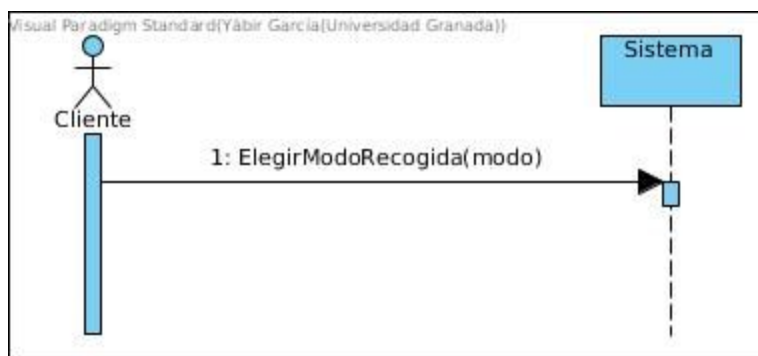 Visual Paradigm Standard(Yábir García(Universidad Granada))
Sistema
Cliente
1: ElegirModoRecogida(modo)